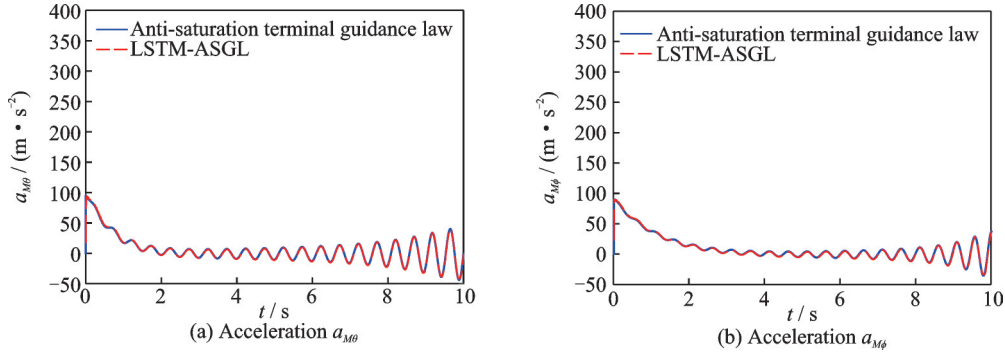 400
350
300
250
200
150
100
50
0
−50
a_Mθ / (m • s⁻²)
Anti-saturation terminal guidance law
LSTM-ASGL
0 2 4 6 8 10
t / s
(a) Acceleration a_Mθ
400
350
300
250
200
150
100
50
0
−50
a_Mϕ / (m • s⁻²)
Anti-saturation terminal guidance law
LSTM-ASGL
0 2 4 6 8 10
t / s
(b) Acceleration a_Mϕ